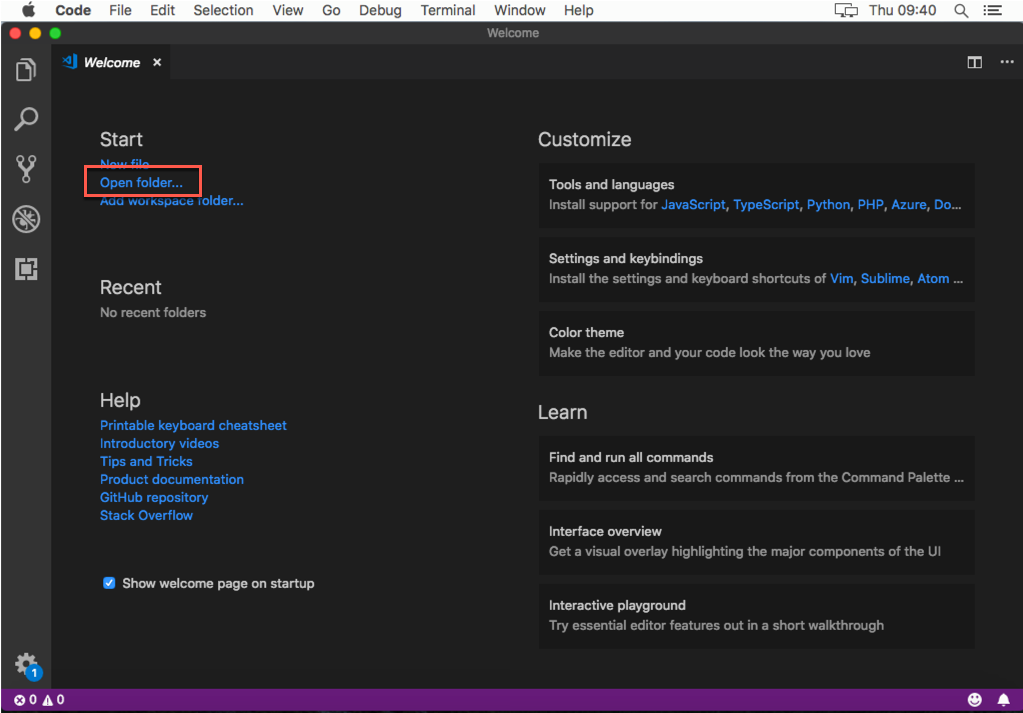 Code File Edit Selection View Go Debug Terminal Window Help Thu 09:40
Welcome
Welcome ×
Start
New file
Open folder...
Add workspace folder...
Recent
No recent folders
Help
Printable keyboard cheatsheet
Introductory videos
Tips and Tricks
Product documentation
GitHub repository
Stack Overflow
Show welcome page on startup
Customize
Tools and languages
Install support for JavaScript, TypeScript, Python, PHP, Azure, Do...
Settings and keybindings
Install the settings and keyboard shortcuts of Vim, Sublime, Atom ...
Color theme
Make the editor and your code look the way you love
Learn
Find and run all commands
Rapidly access and search commands from the Command Palette ...
Interface overview
Get a visual overlay highlighting the major components of the UI
Interactive playground
Try essential editor features out in a short walkthrough
1
0 0